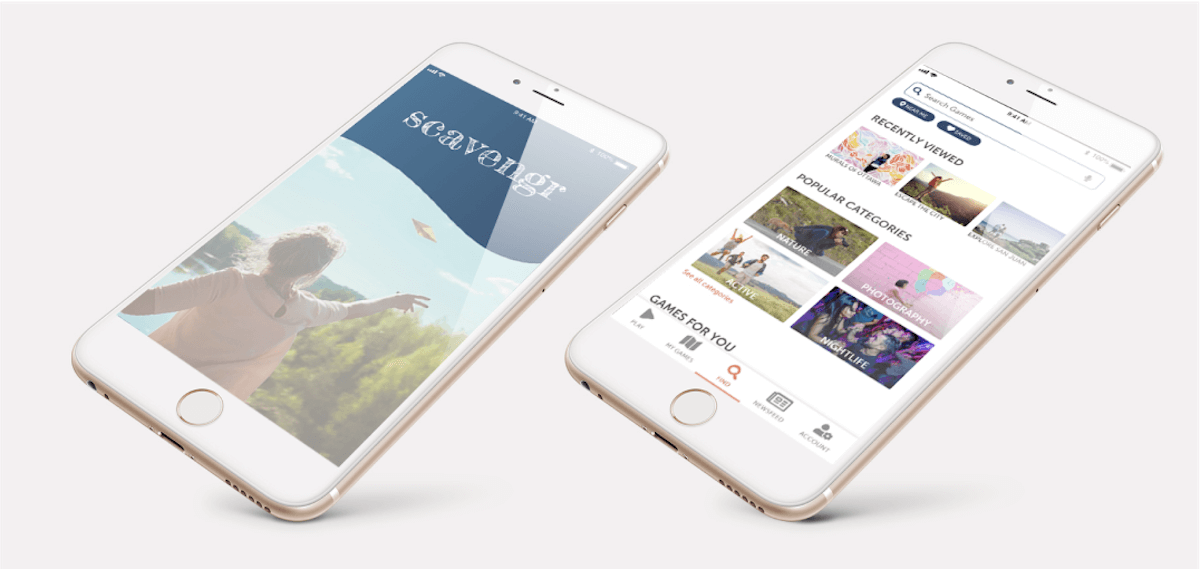 9:41 AM
100%
scavengr
9:41 AM
100%
Search Games
NEAR ME
SAVED
RECENTLY VIEWED
MURALS OF OTTAWA
ESCAPE THE CITY
EXPLORE SAN JUAN
POPULAR CATEGORIES
NATURE
PHOTOGRAPHY
ACTIVE
NIGHTLIFE
See all categories
GAMES FOR YOU
PLAY
MY GAMES
FIND
NEWSFEED
ACCOUNT